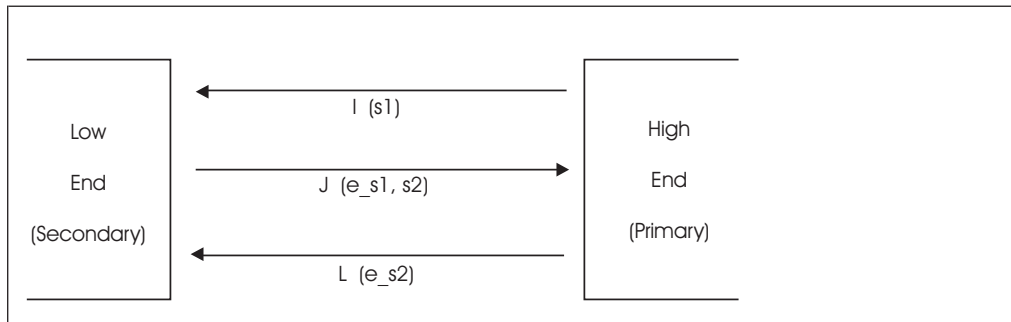 Low
End
(Secondary)
I (s1)
J (e_s1, s2)
L (e_s2)
High
End
(Primary)